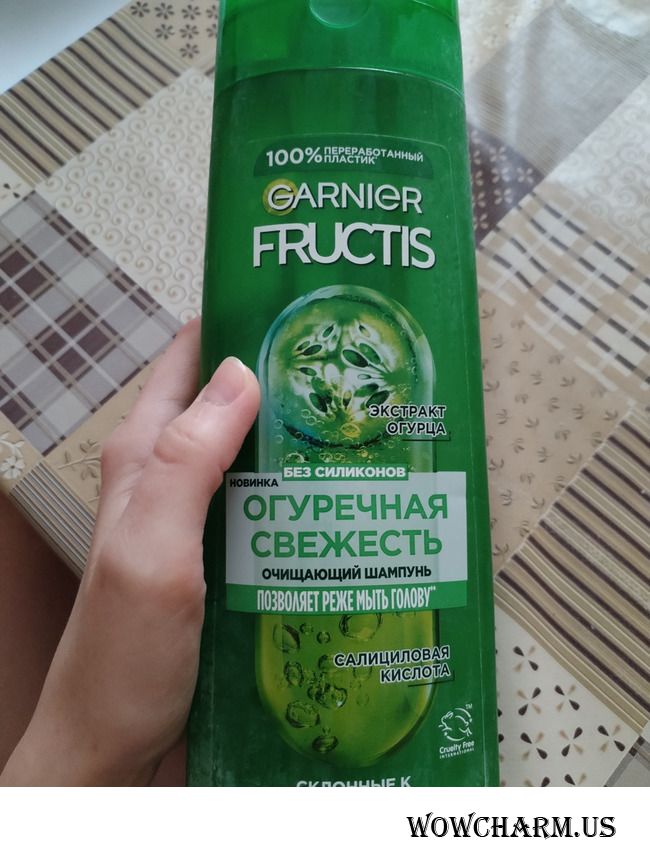 100% ПЕРЕРАБОТАННЫЙ
ПЛАСТИК*
GARNIER
FRUCTIS
ЭКСТРАКТ
ОГУРЦА
БЕЗ СИЛИКОНОВ
НОВИНКА
ОГУРЕЧНАЯ
СВЕЖЕСТЬ
ОЧИЩАЮЩИЙ ШАМПУНЬ
ПОЗВОЛЯЕТ РЕЖЕ МЫТЬ ГОЛОВУ**
САЛИЦИЛОВАЯ
КИСЛОТА
TM
Cruelty Free
INTERNATIONAL
СКЛОННЫЕ К
WOWCHARM.US